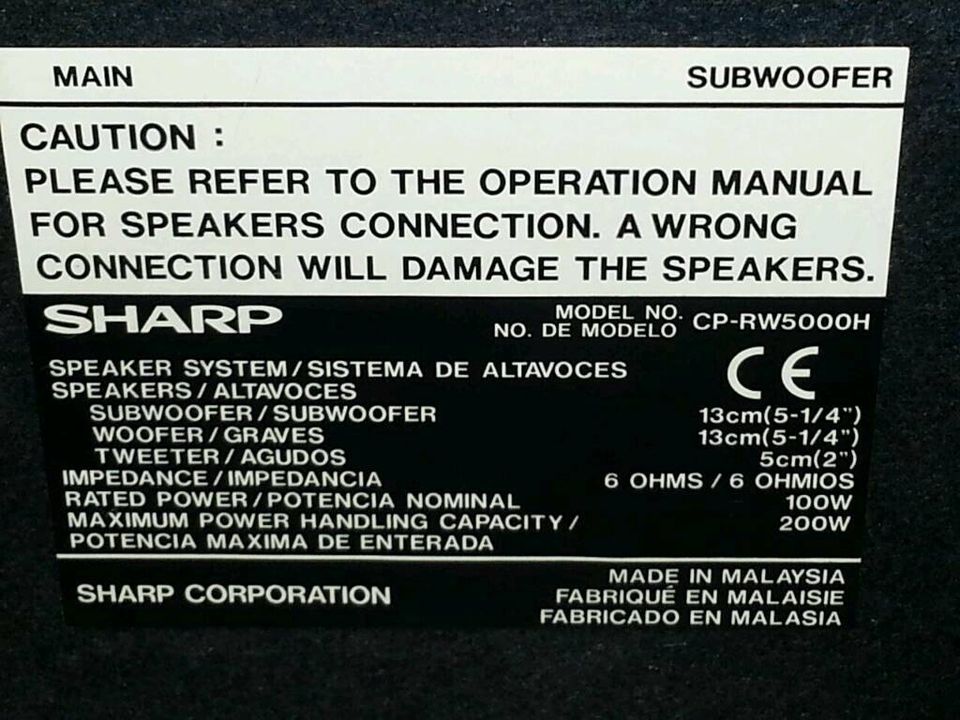 MAIN SUBWOOFER
CAUTION :
PLEASE REFER TO THE OPERATION MANUAL
FOR SPEAKERS CONNECTION. A WRONG
CONNECTION WILL DAMAGE THE SPEAKERS.
SHARP MODEL NO. CP-RW5000H
NO. DE MODELO
CE
SPEAKER SYSTEM / SISTEMA DE ALTAVOCES
SPEAKERS / ALTAVOCES
SUBWOOFER / SUBWOOFER 13cm(5-1/4")
WOOFER / GRAVES 13cm(5-1/4")
TWEETER / AGUDOS 5cm(2")
IMPEDANCE / IMPEDANCIA 6 OHMS / 6 OHMIOS
RATED POWER / POTENCIA NOMINAL 100W
MAXIMUM POWER HANDLING CAPACITY / 200W
POTENCIA MAXIMA DE ENTERADA
SHARP CORPORATION
MADE IN MALAYSIA
FABRIQUÉ EN MALAISIE
FABRICADO EN MALASIA